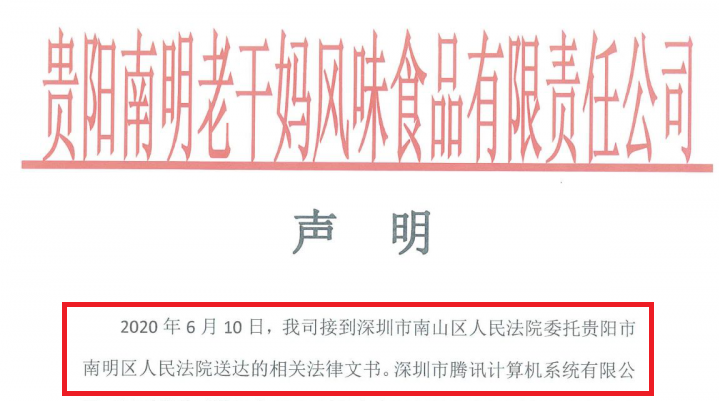 贵阳南明老干妈风味食品有限责任公司
声 明
2020 年 6 月 10 日，我司接到深圳市南山区人民法院委托贵阳市
南明区人民法院送达的相关法律文书。深圳市腾讯计算机系统有限公